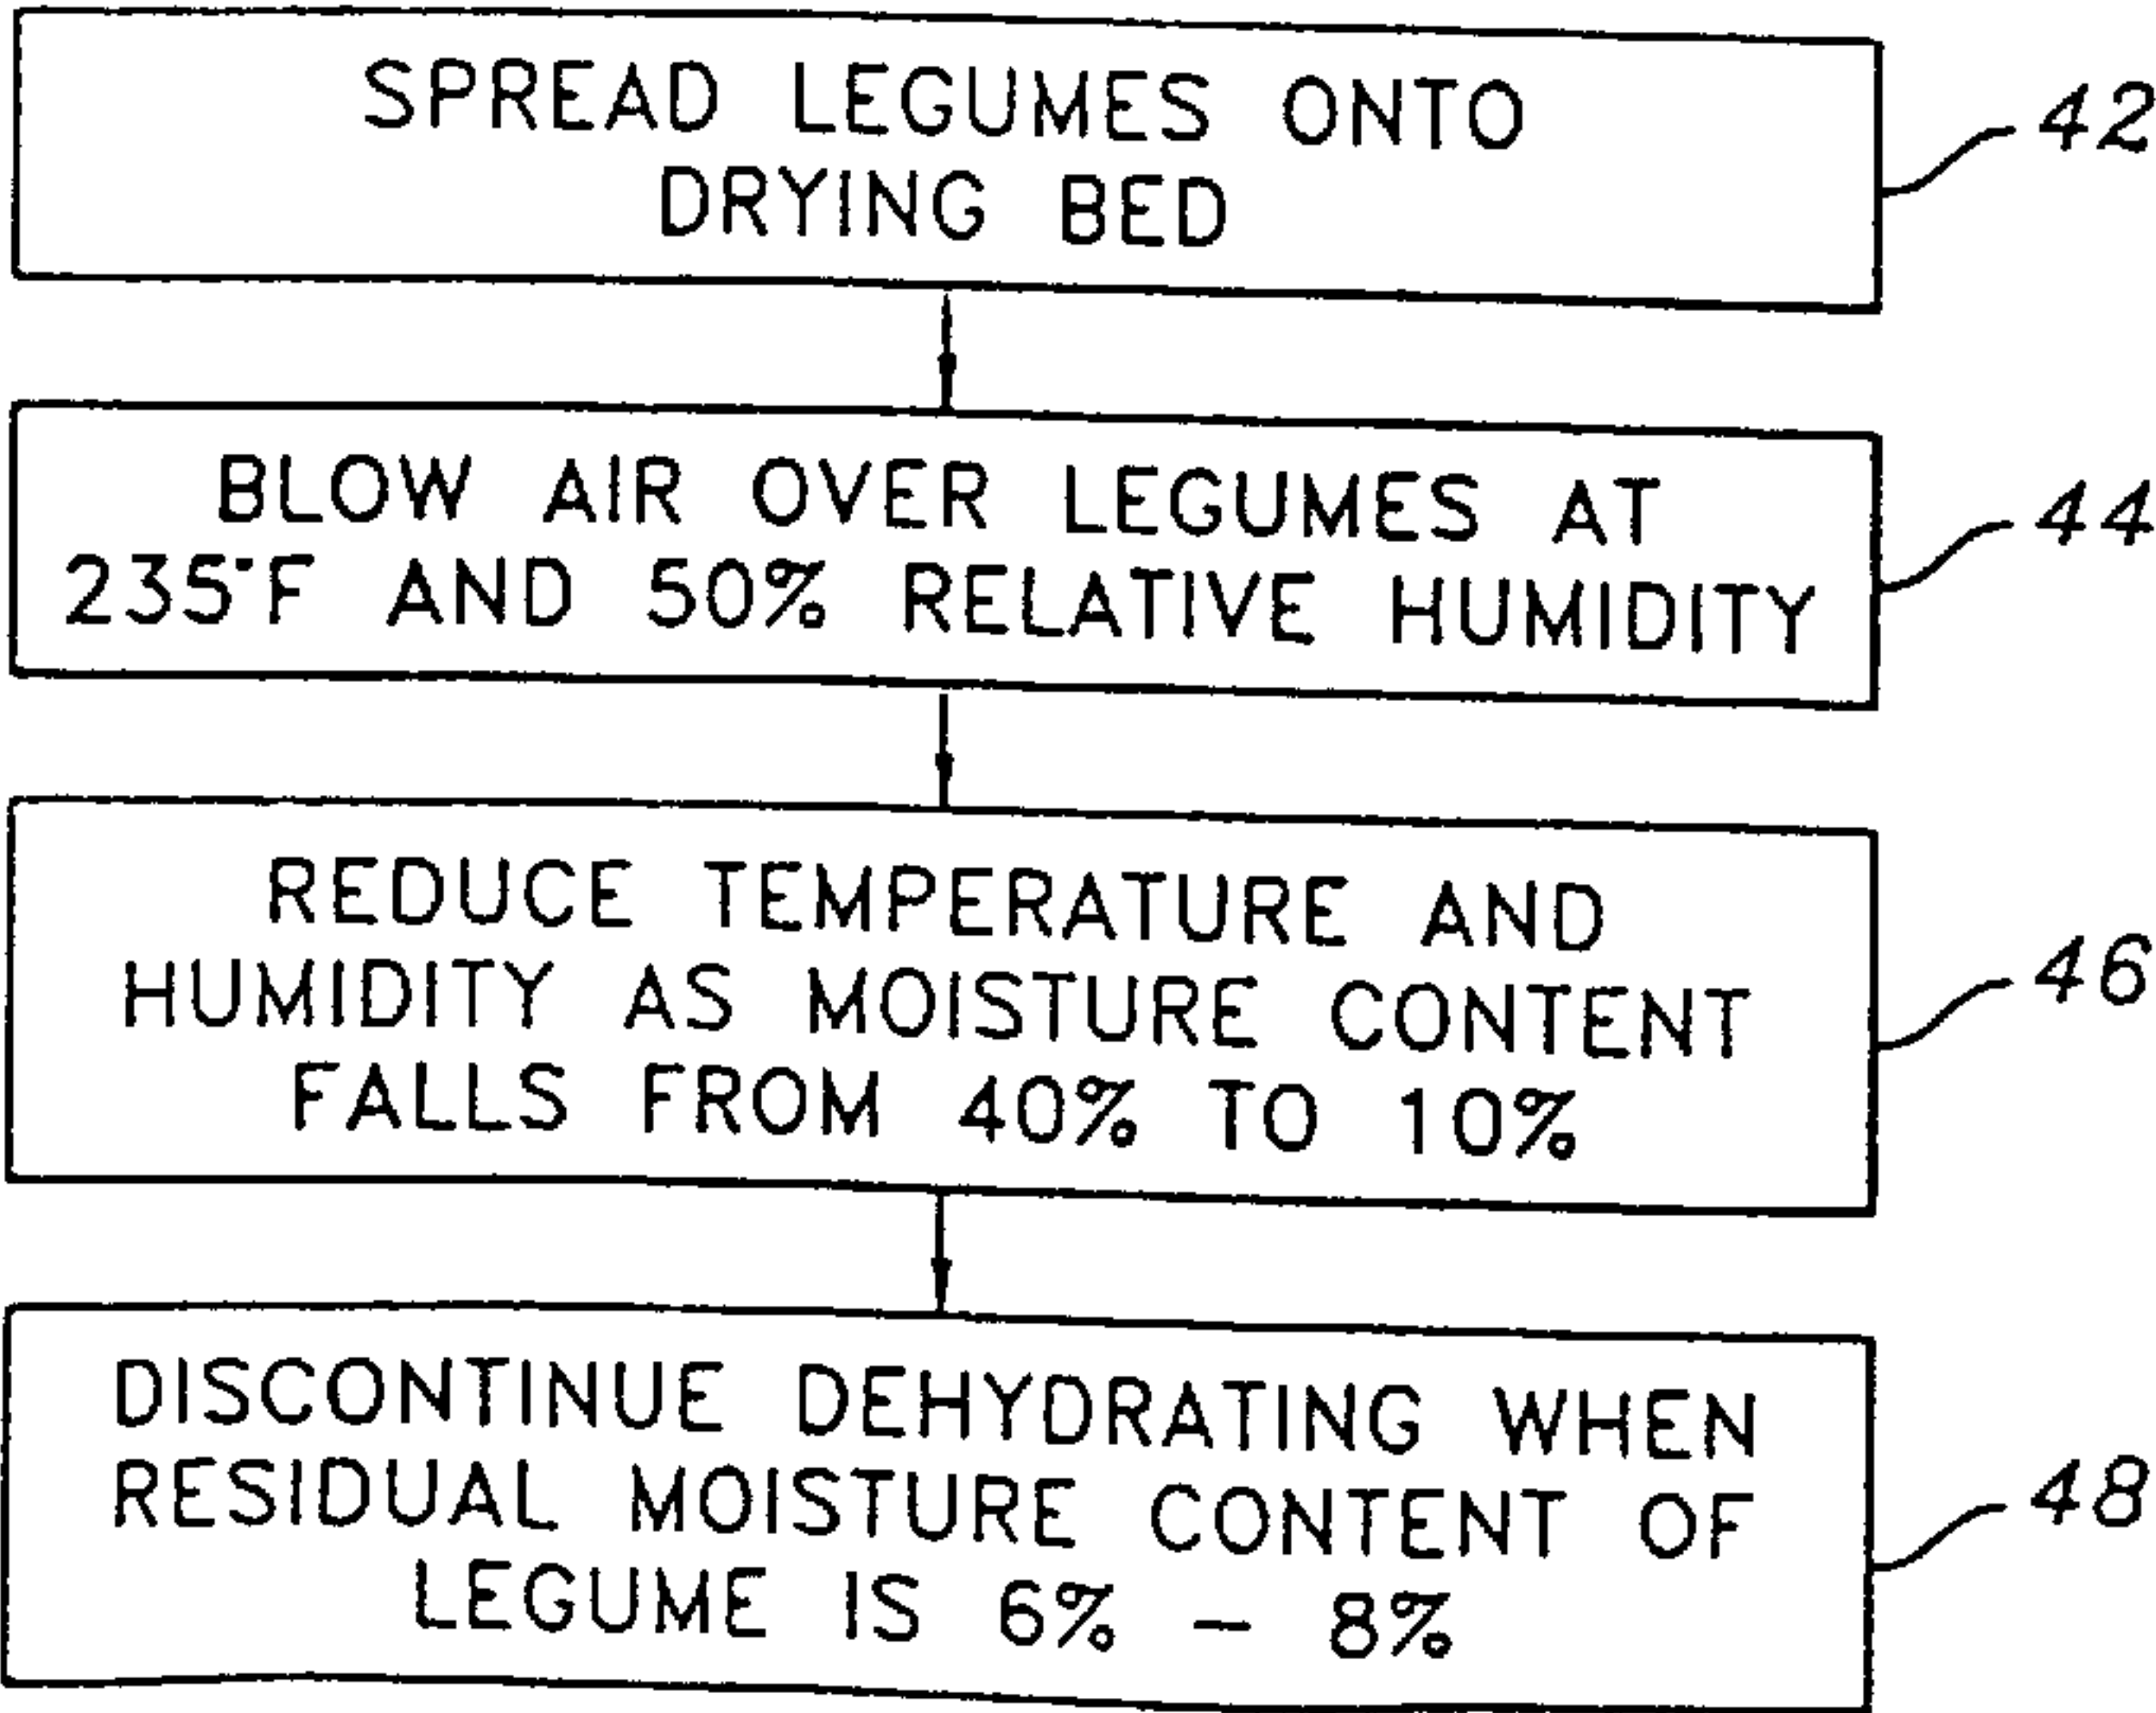 SPREAD LEGUMES ONTO
DRYING BED
42
BLOW AIR OVER LEGUMES AT
235°F AND 50% RELATIVE HUMIDITY
44
REDUCE TEMPERATURE AND
HUMIDITY AS MOISTURE CONTENT
FALLS FROM 40% TO 10%
46
DISCONTINUE DEHYDRATING WHEN
RESIDUAL MOISTURE CONTENT OF
LEGUME IS 6% – 8%
48